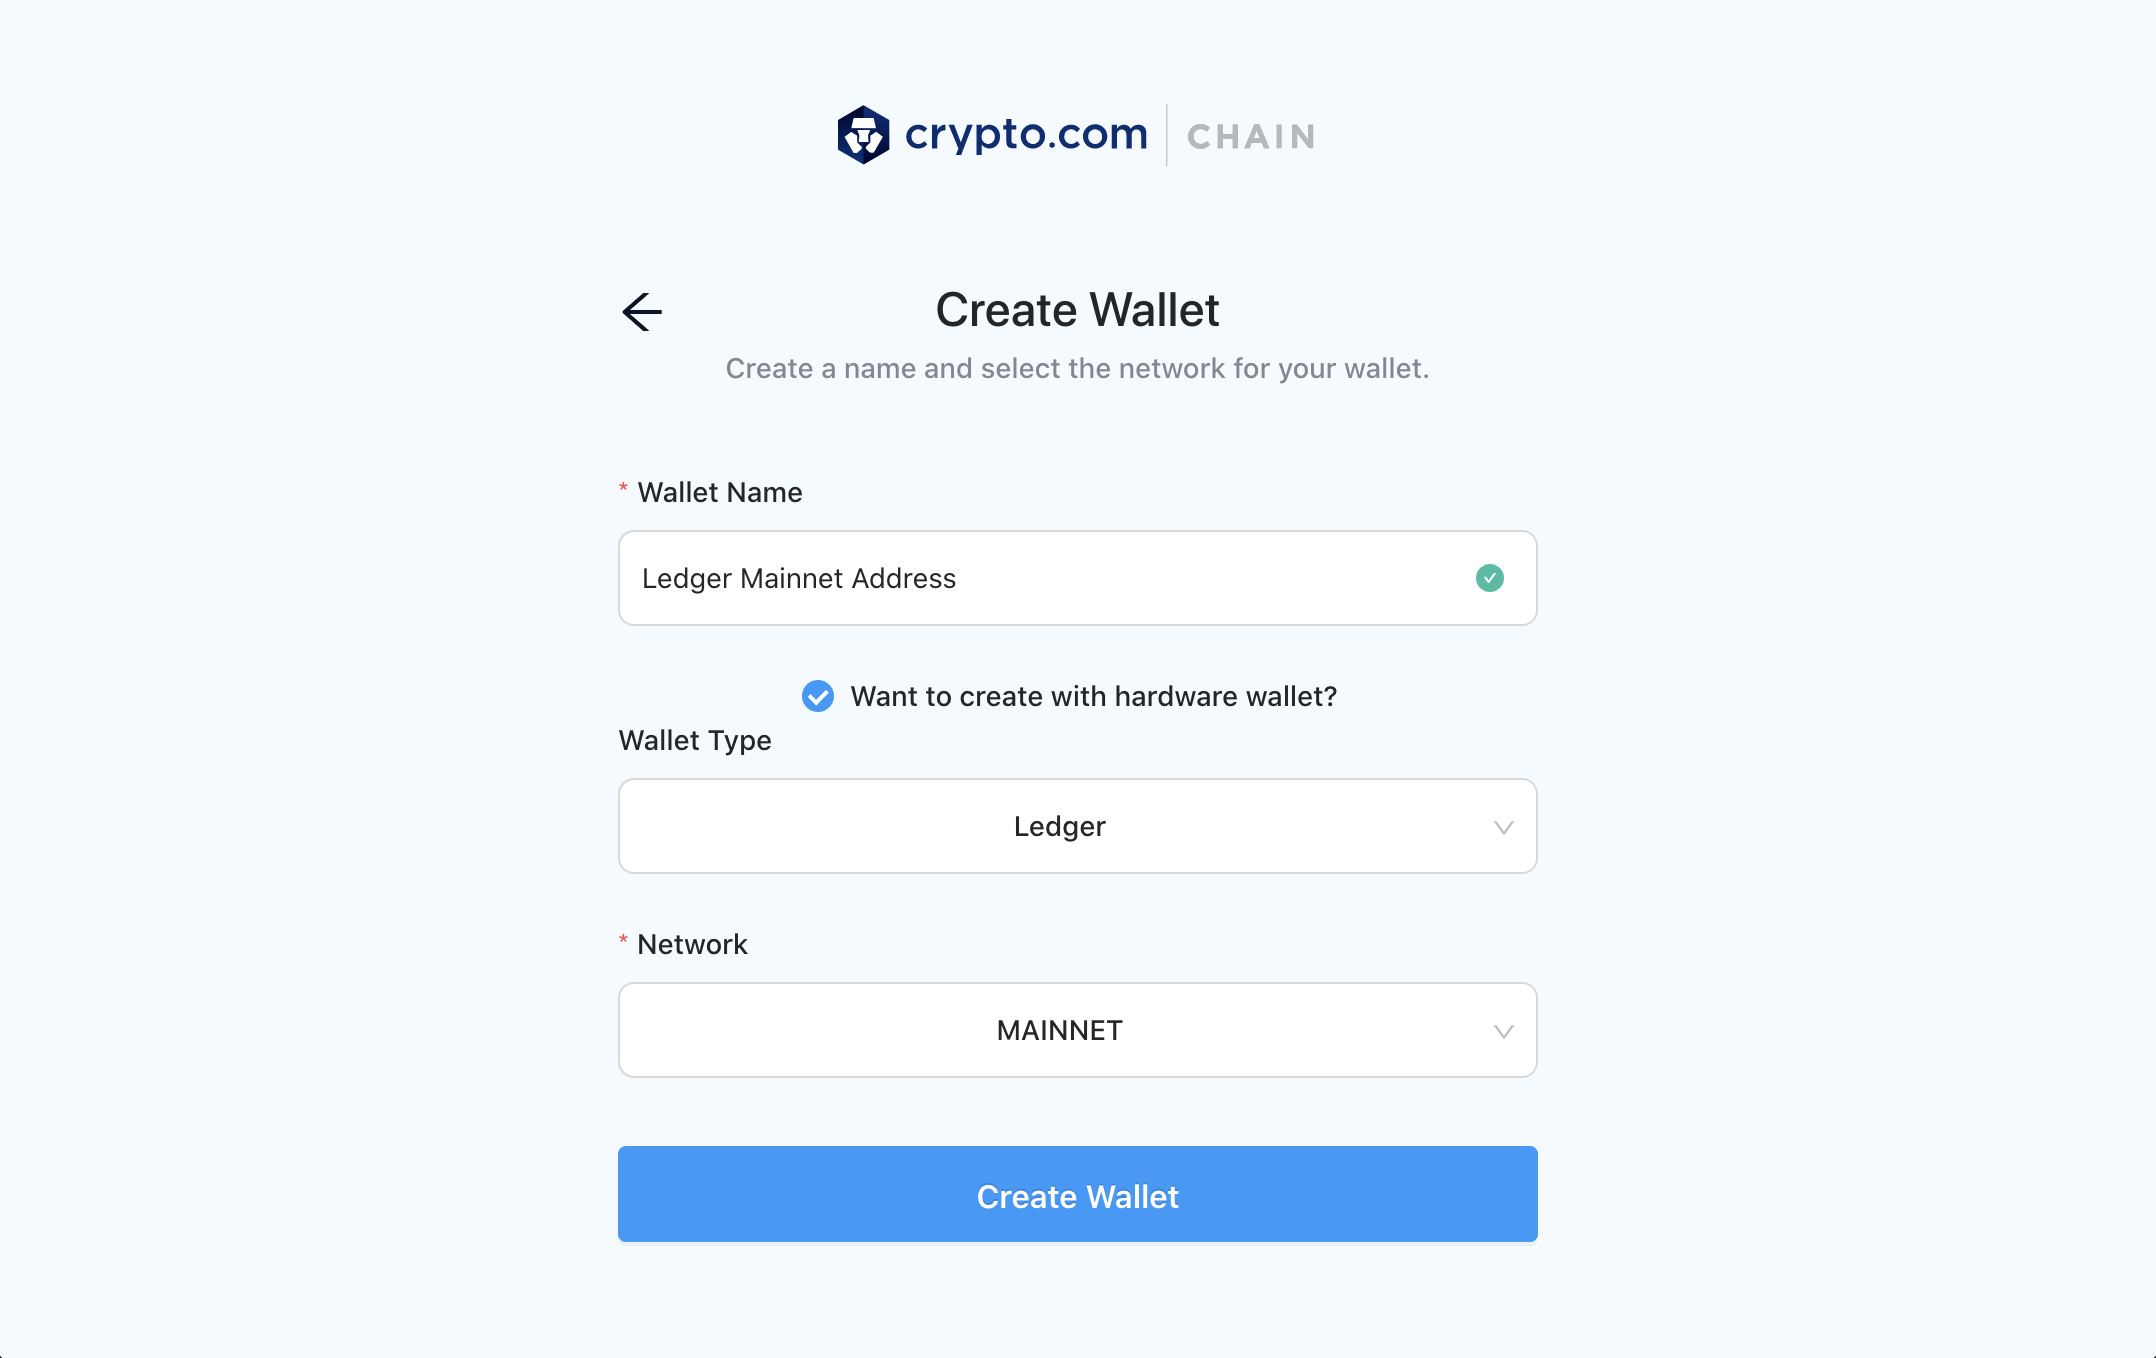 crypto.com CHAIN
Create Wallet
Create a name and select the network for your wallet.
* Wallet Name
Ledger Mainnet Address
Want to create with hardware wallet?
Wallet Type
Ledger
* Network
MAINNET
Create Wallet